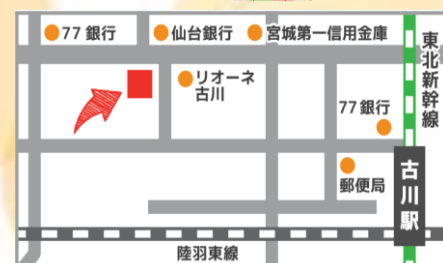 77 銀行
仙台銀行
宮城第一信用金庫
東北新幹線
リオーネ
古川
77 銀行
郵便局
古川駅
陸羽東線